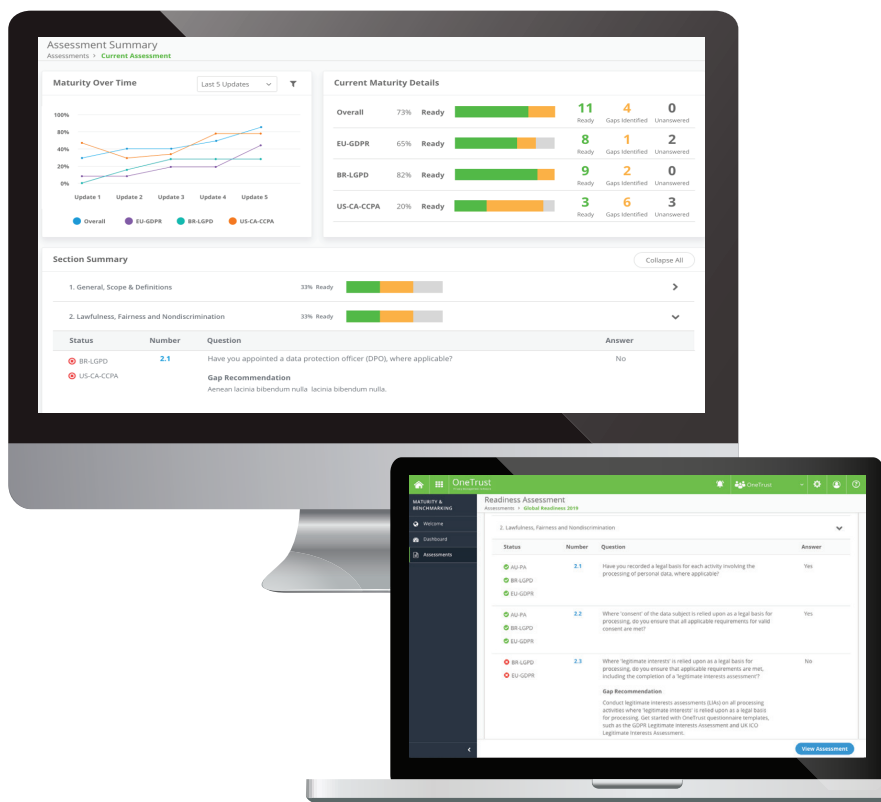 Assessment Summary
Assessments > Current Assessment
Maturity Over Time
Last 5 Updates
100%
80%
40%
20%
0%
Update 1 Update 2 Update 3 Update 4 Update 5
Overall EU-GDPR BR-LGPD US-CA-CCPA
Current Maturity Details
Overall 73% Ready 11 4 0
Ready Gaps Identified Unanswered
EU-GDPR 65% Ready 8 1 2
Ready Gaps Identified Unanswered
BR-LGPD 82% Ready 9 2 0
Ready Gaps Identified Unanswered
US-CA-CCPA 20% Ready 3 6 3
Ready Gaps Identified Unanswered
Section Summary
Collapse All
1. General, Scope & Definitions 33% Ready
2. Lawfulness, Fairness and Nondiscrimination 33% Ready
Status Number Question Answer
BR-LGPD 2.1 Have you appointed a data protection officer (DPO), where applicable? No
US-CA-CCPA
Gap Recommendation
Aenean lacinia bibendum nulla lacinia bibendum nulla.
OneTrust
OneTrust
MATURITY &
BENCHMARKING
Welcome
Dashboard
Assessments
Readiness Assessment
Assessments > Global Readiness 2019
2. Lawfulness, Fairness and Nondiscrimination
Status Number Question Answer
AU-PA 2.1 Have you recorded a legal basis for each activity involving the Yes
processing of personal data, where applicable?
BR-LGPD
EU-GDPR
AU-PA 2.2 Where 'consent' of the data subject is relied upon as a legal basis for Yes
processing, do you ensure that all applicable requirements for valid
BR-LGPD
consent are met?
EU-GDPR
BR-LGPD 2.3 Where 'legitimate interests' is relied upon as a legal basis for No
processing, do you ensure that applicable requirements are met,
EU-GDPR
including the completion of a 'legitimate interests assessment'?
Gap Recommendation
Conduct legitimate interests assessments (LIAs) on all processing
activities where 'legitimate interests' is relied upon as a legal basis
for processing. Get started with OneTrust questionnaire templates,
such as the GDPR Legitimate Interests Assessment and UK ICO
Legitimate Interests Assessment.
View Assessment